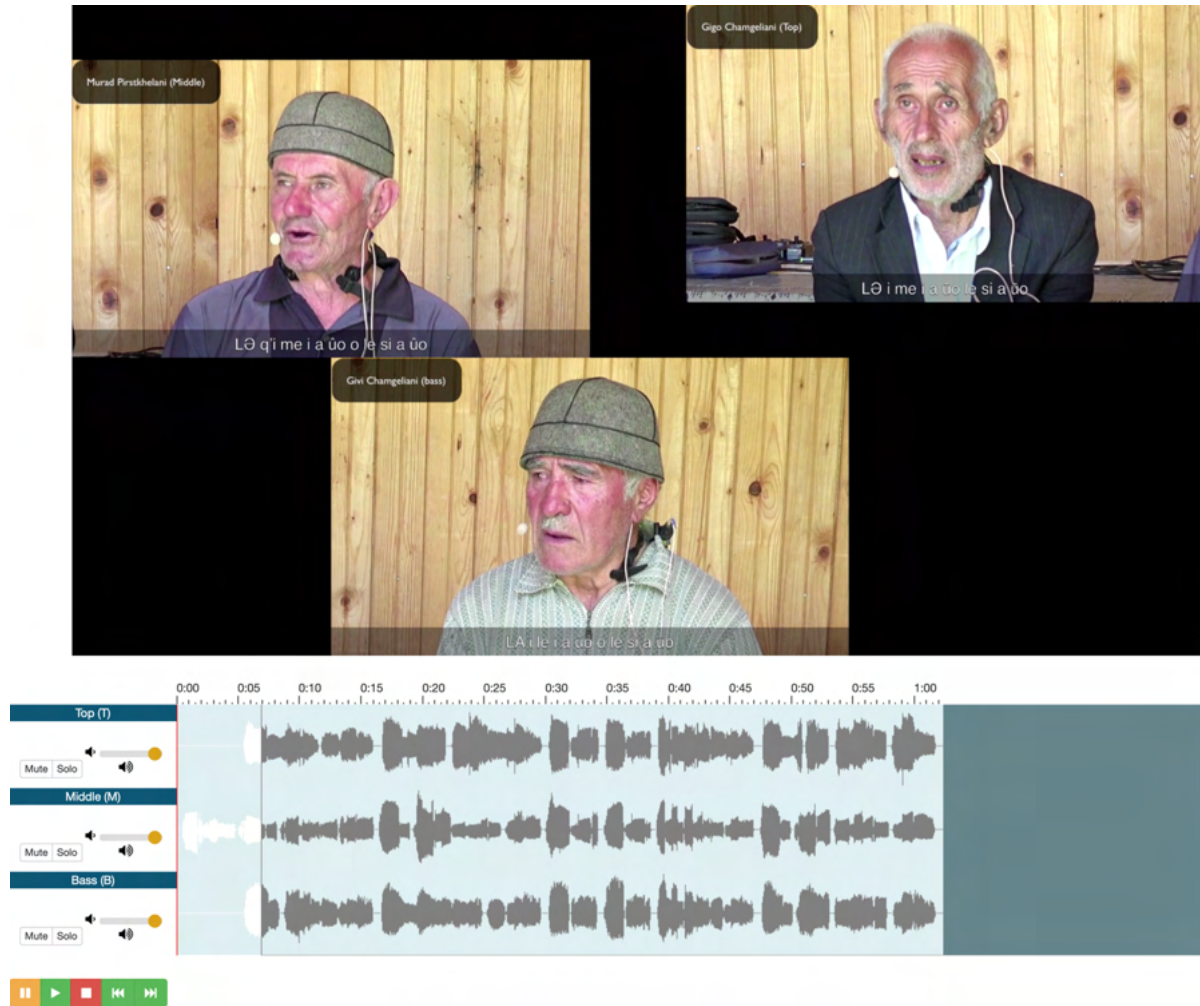 Gigo Chamgeliani (Top)
Murad Pirstkhelani (Middle)
LƏ i me i a ûo le si a ûo
LƏ q'i me i a ûo o le si a ûo
Givi Chamgeliani (bass)
LA i le i a ûo o le si a ûo
0:00 0:05 0:10 0:15 0:20 0:25 0:30 0:35 0:40 0:45 0:50 0:55 1:00
Top (T)
Mute Solo
Middle (M)
Mute Solo
Bass (B)
Mute Solo